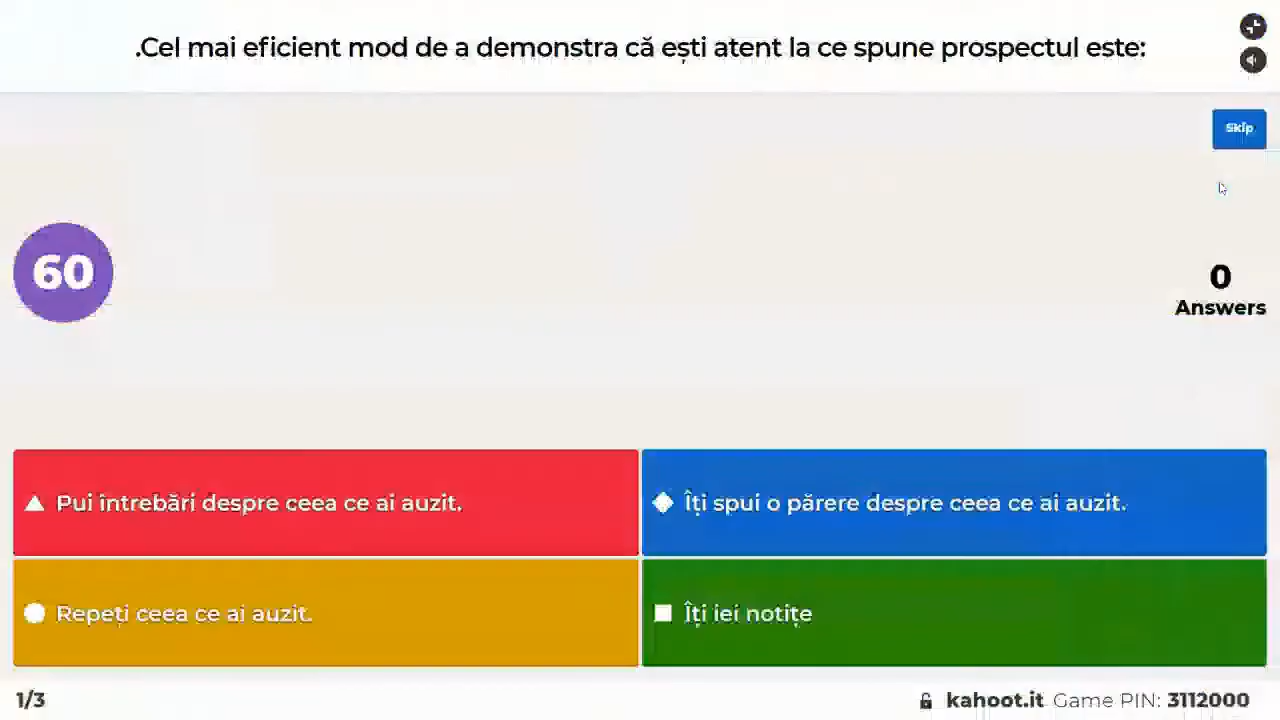 .Cel mai eficient mod de a demonstra că ești atent la ce spune prospectul este:
Skip
60
0
Answers
Pui întrebări despre ceea ce ai auzit.
Îți spui o părere despre ceea ce ai auzit.
Repeți ceea ce ai auzit.
Îți iei notițe
1/3
kahoot.it Game PIN: 3112000